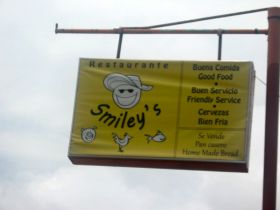 Restaurante
Smiley's
Buena Comida
Good Food
Buen Servicio
Friendly Service
Cervezas
Bien Fria
Se Vende
Pan casero
Home Made Bread